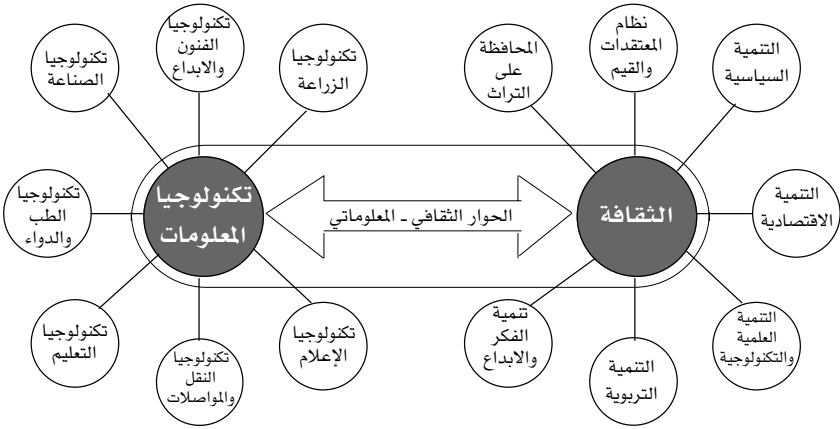 التنمية
السياسية
نظام
المعتقدات
والقيم
المحافظة
على
التراث
تكنولوجيا
الزراعة
تكنولوجيا
الفنون
والابداع
تكنولوجيا
الصناعة
التنمية
الاقتصادية
الثقافة
الحوار الثقافي ـ المعلوماتي
تكنولوجيا
المعلومات
تكنولوجيا
الطب
والدواء
التنمية
العلمية
والتكنولوجية
التنمية
التربوية
تنمية
الفكر
والابداع
تكنولوجيا
الإعلام
تكنولوجيا
النقل
والمواصلات
تكنولوجيا
التعليم